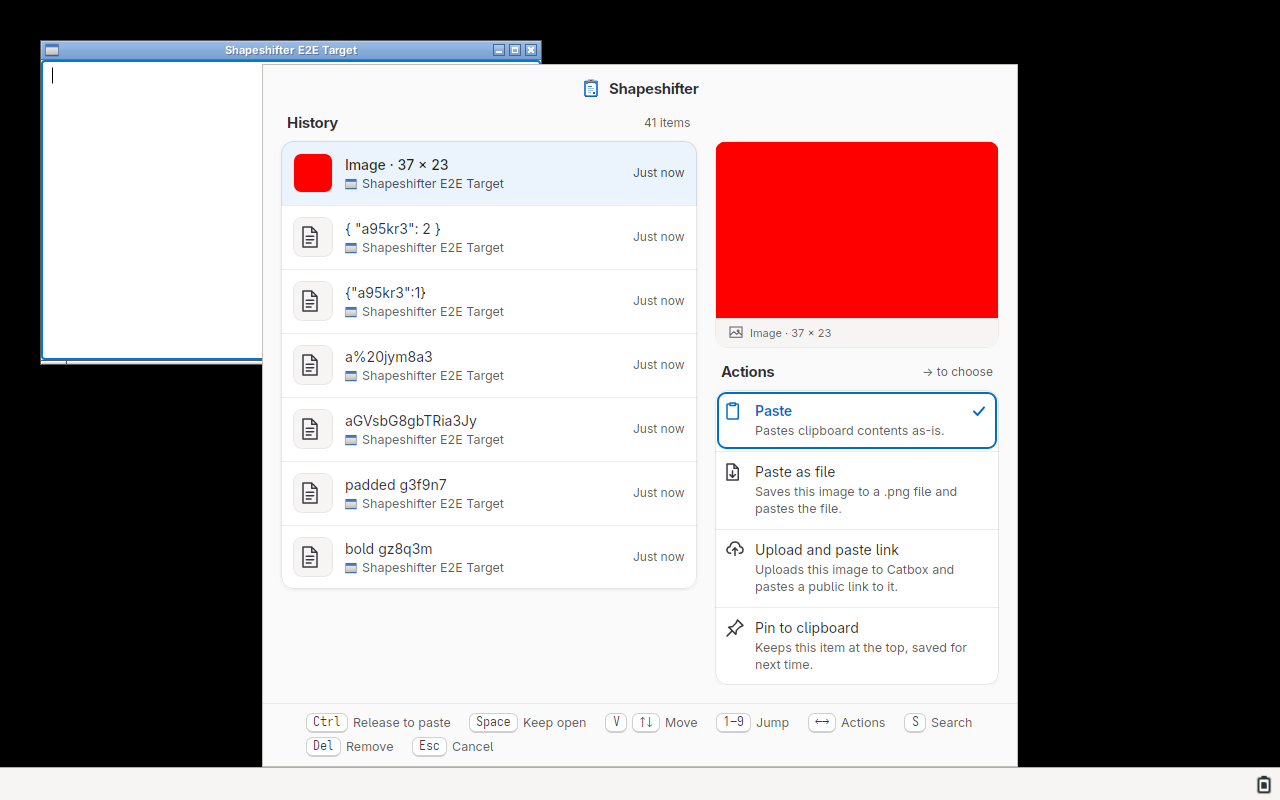 Shapeshifter E2E Target
Shapeshifter
History
41 items
Image · 37 × 23
Shapeshifter E2E Target
Just now
{ "a95kr3": 2 }
Shapeshifter E2E Target
Just now
{"a95kr3":1}
Shapeshifter E2E Target
Just now
a%20jym8a3
Shapeshifter E2E Target
Just now
aGVsbG8gbTRia3Jy
Shapeshifter E2E Target
Just now
padded g3f9n7
Shapeshifter E2E Target
Just now
bold gz8q3m
Shapeshifter E2E Target
Just now
Image · 37 × 23
Actions
→ to choose
Paste
Pastes clipboard contents as-is.
Paste as file
Saves this image to a .png file and
pastes the file.
Upload and paste link
Uploads this image to Catbox and
pastes a public link to it.
Pin to clipboard
Keeps this item at the top, saved for
next time.
Ctrl Release to paste Space Keep open V ↑↓ Move 1–9 Jump ←→ Actions S Search
Del Remove Esc Cancel